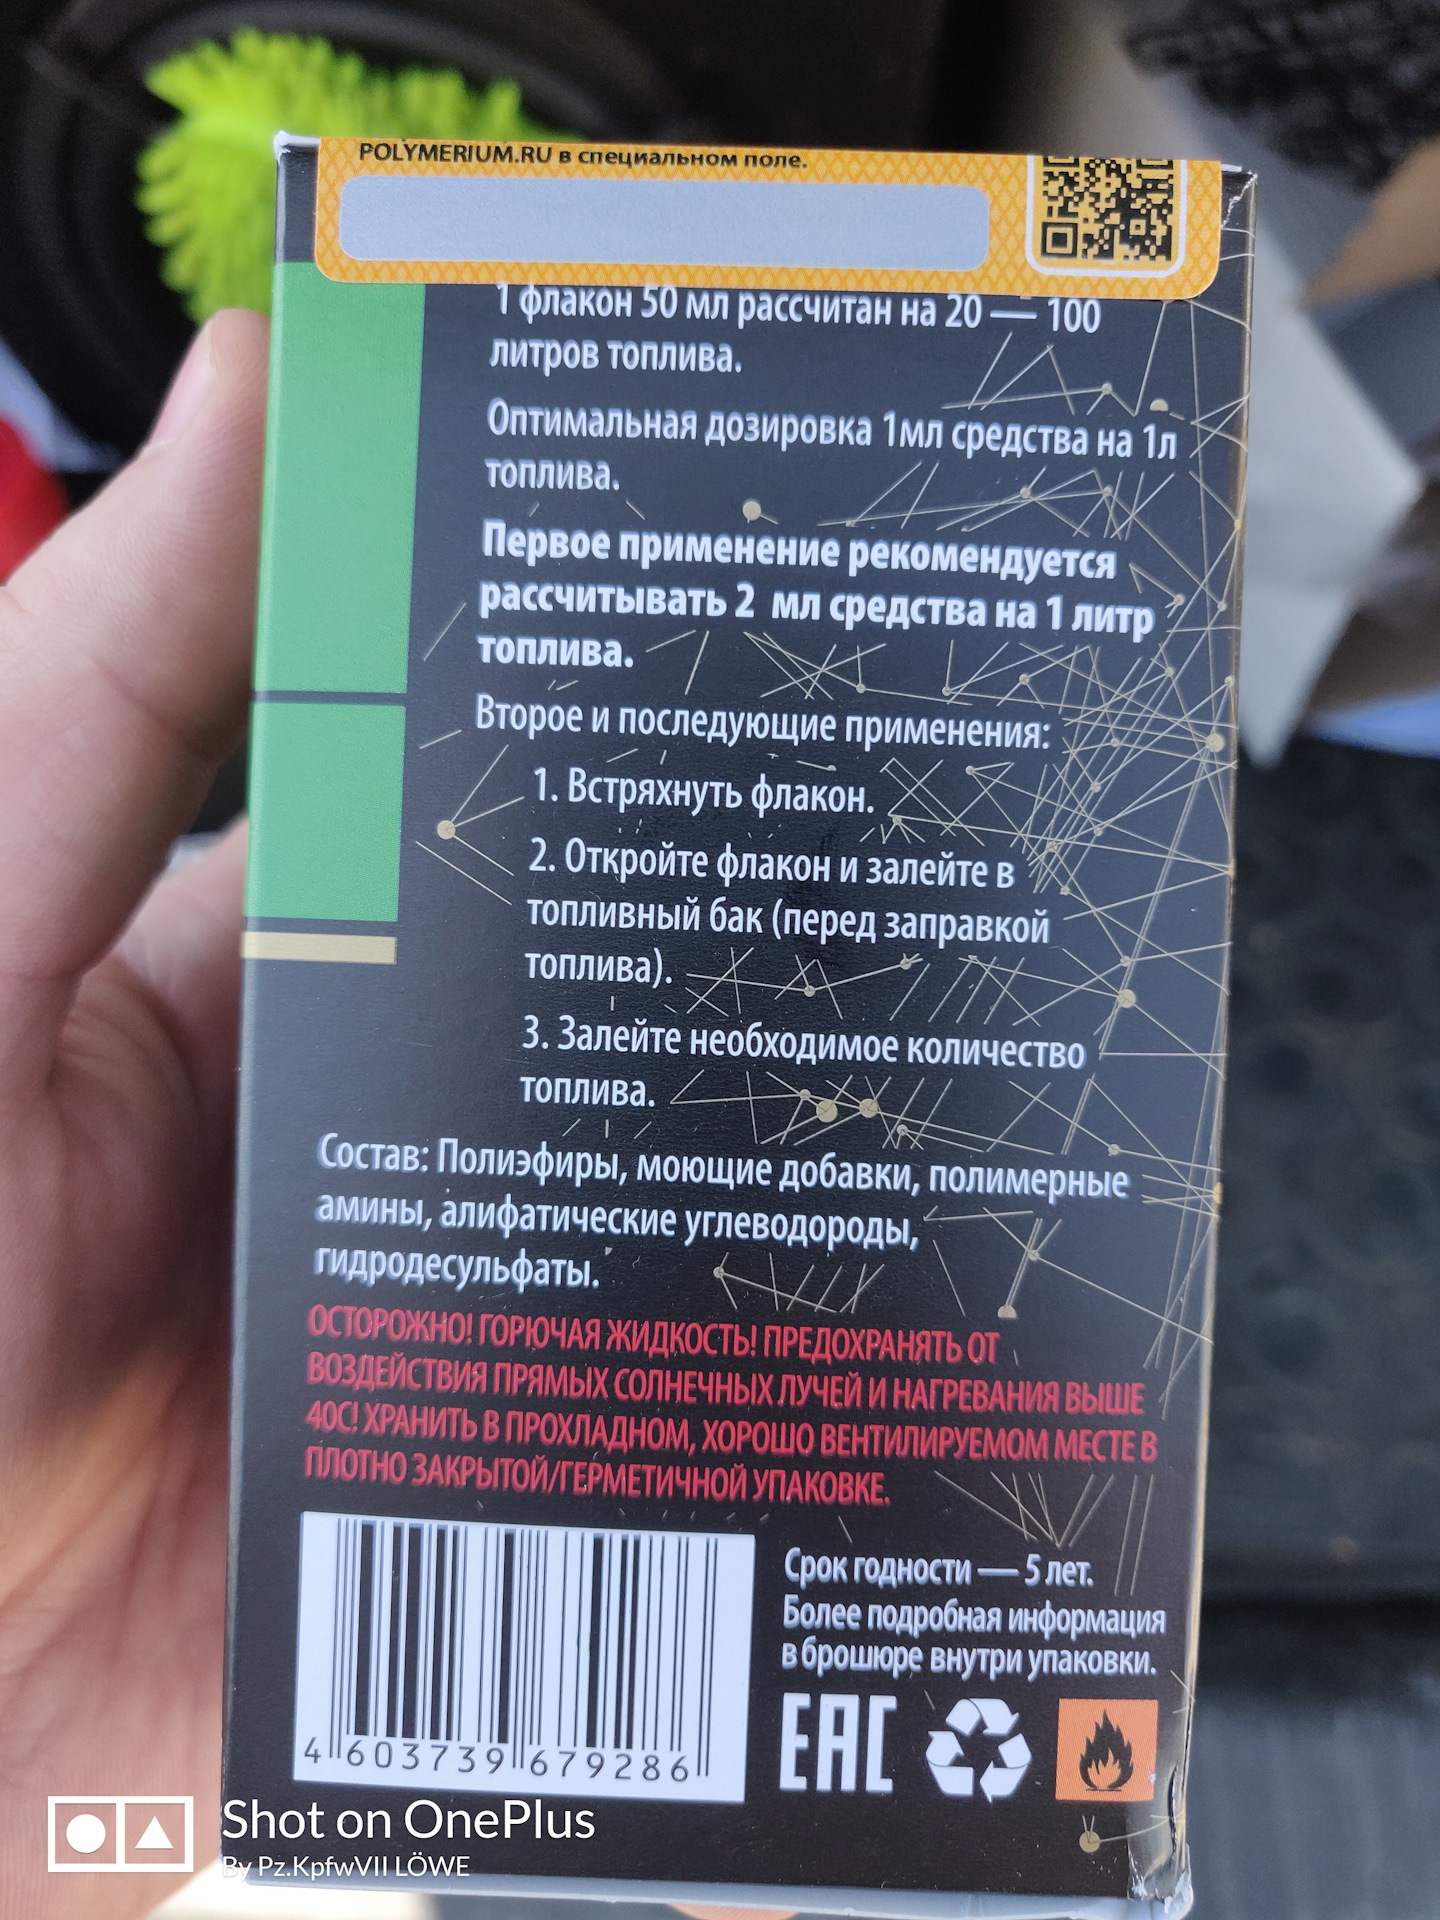 POLYMERIUM.RU в специальном поле.
1 флакон 50 мл рассчитан на 20 — 100
литров топлива.
Оптимальная дозировка 1мл средства на 1л
топлива.
Первое применение рекомендуется
рассчитывать 2 мл средства на 1 литр
топлива.
Второе и последующие применения:
1. Встряхнуть флакон.
2. Откройте флакон и залейте в
топливный бак (перед заправкой
топлива).
3. Залейте необходимое количество
топлива.
Состав: Полиэфиры, моющие добавки, полимерные
амины, алифатические углеводороды,
гидродесульфаты.
ОСТОРОЖНО! ГОРЮЧАЯ ЖИДКОСТЬ! ПРЕДОХРАНЯТЬ ОТ
ВОЗДЕЙСТВИЯ ПРЯМЫХ СОЛНЕЧНЫХ ЛУЧЕЙ И НАГРЕВАНИЯ ВЫШЕ
40С! ХРАНИТЬ В ПРОХЛАДНОМ, ХОРОШО ВЕНТИЛИРУЕМОМ МЕСТЕ В
ПЛОТНО ЗАКРЫТОЙ/ГЕРМЕТИЧНОЙ УПАКОВКЕ.
Срок годности — 5 лет.
Более подробная информация
в брошюре внутри упаковки.
4 603739 679286
EAC
Shot on OnePlus
By Pz.KpfwVII LÖWE